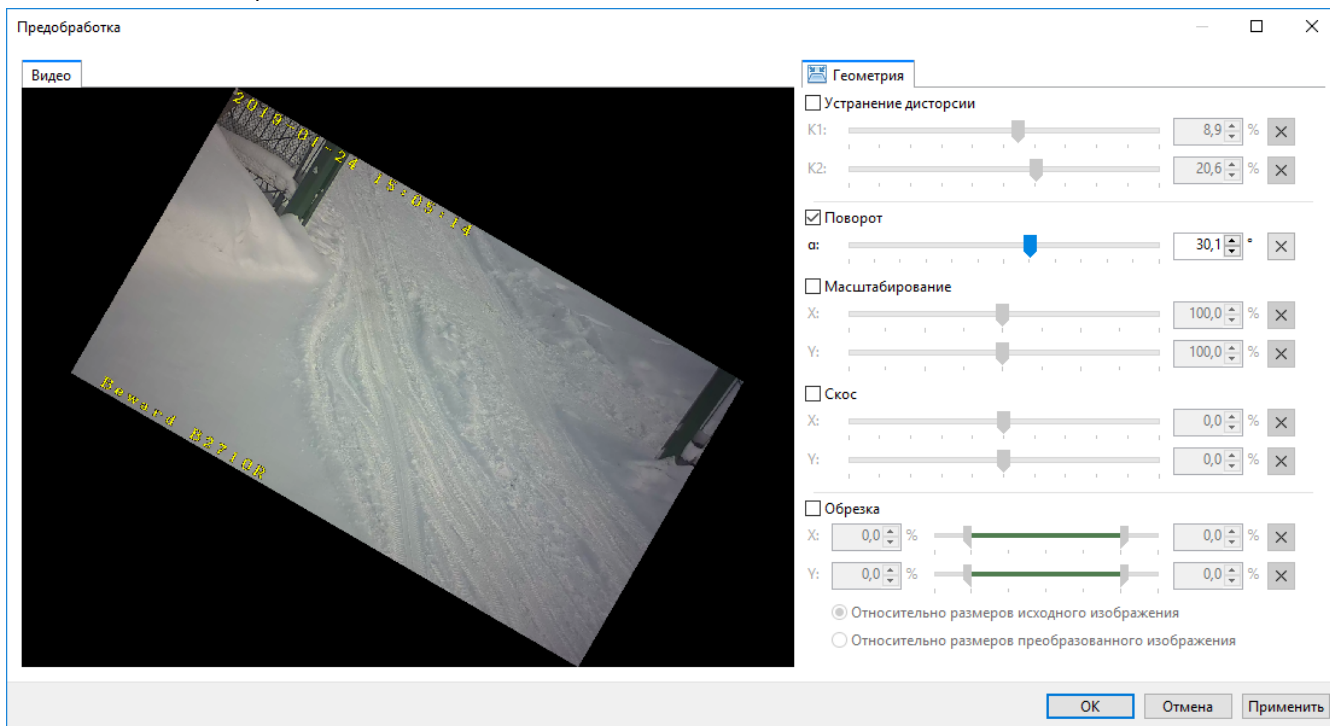 Предобработка
Видео
2019-01-24 18:08:14
Beward B2710R
Геометрия
Устранение дисторсии
K1: 8,9 %
K2: 20,6 %
Поворот
α: 30,1 °
Масштабирование
X: 100,0 %
Y: 100,0 %
Скос
X: 0,0 %
Y: 0,0 %
Обрезка
X: 0,0 % 0,0 %
Y: 0,0 % 0,0 %
Относительно размеров исходного изображения
Относительно размеров преобразованного изображения
OK Отмена Применить